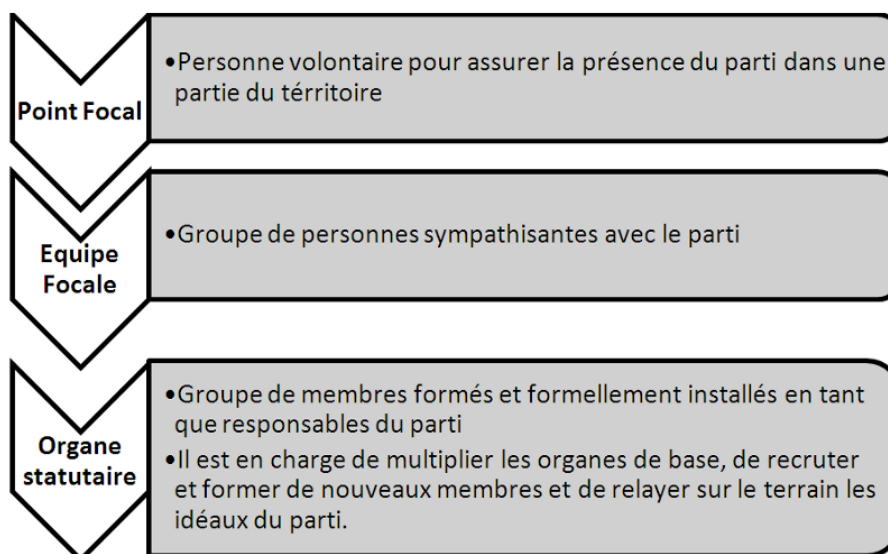 Point Focal
•Personne volontaire pour assurer la présence du parti dans une
partie du térritoire
Equipe
Focale
•Groupe de personnes sympathisantes avec le parti
Organe
statutaire
•Groupe de membres formés et formellement installés en tant
que responsables du parti
•Il est en charge de multiplier les organes de base, de recruter
et former de nouveaux membres et de relayer sur le terrain les
idéaux du parti.